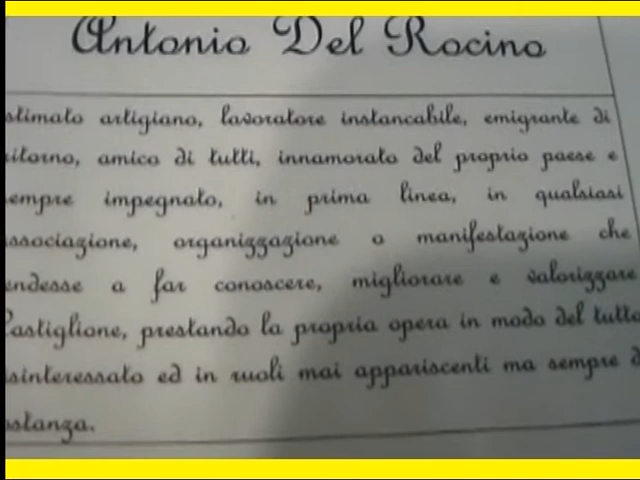 Antonio Del Rocino
stimato artigiano, lavoratore instancabile, emigrante di
ritorno, amico di tutti, innamorato del proprio paese e
sempre impegnato, in prima linea, in qualsiasi
associazione, organizzazione o manifestazione che
tendesse a far conoscere, migliorare e valorizzare
Castiglione, prestando la propria opera in modo del tutto
disinteressato ed in ruoli mai appariscenti ma sempre d
ostanza.